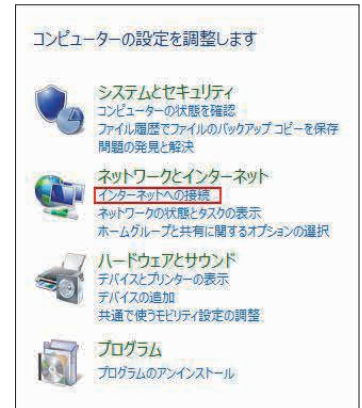 コンピューターの設定を調整します
システムとセキュリティ
コンピューターの状態を確認
ファイル履歴でファイルのバックアップ コピーを保存
問題の発見と解決
ネットワークとインターネット
インターネットへの接続
ネットワークの状態とタスクの表示
ホームグループと共有に関するオプションの選択
ハードウェアとサウンド
デバイスとプリンターの表示
デバイスの追加
共通で使うモビリティ設定の調整
プログラム
プログラムのアンインストール